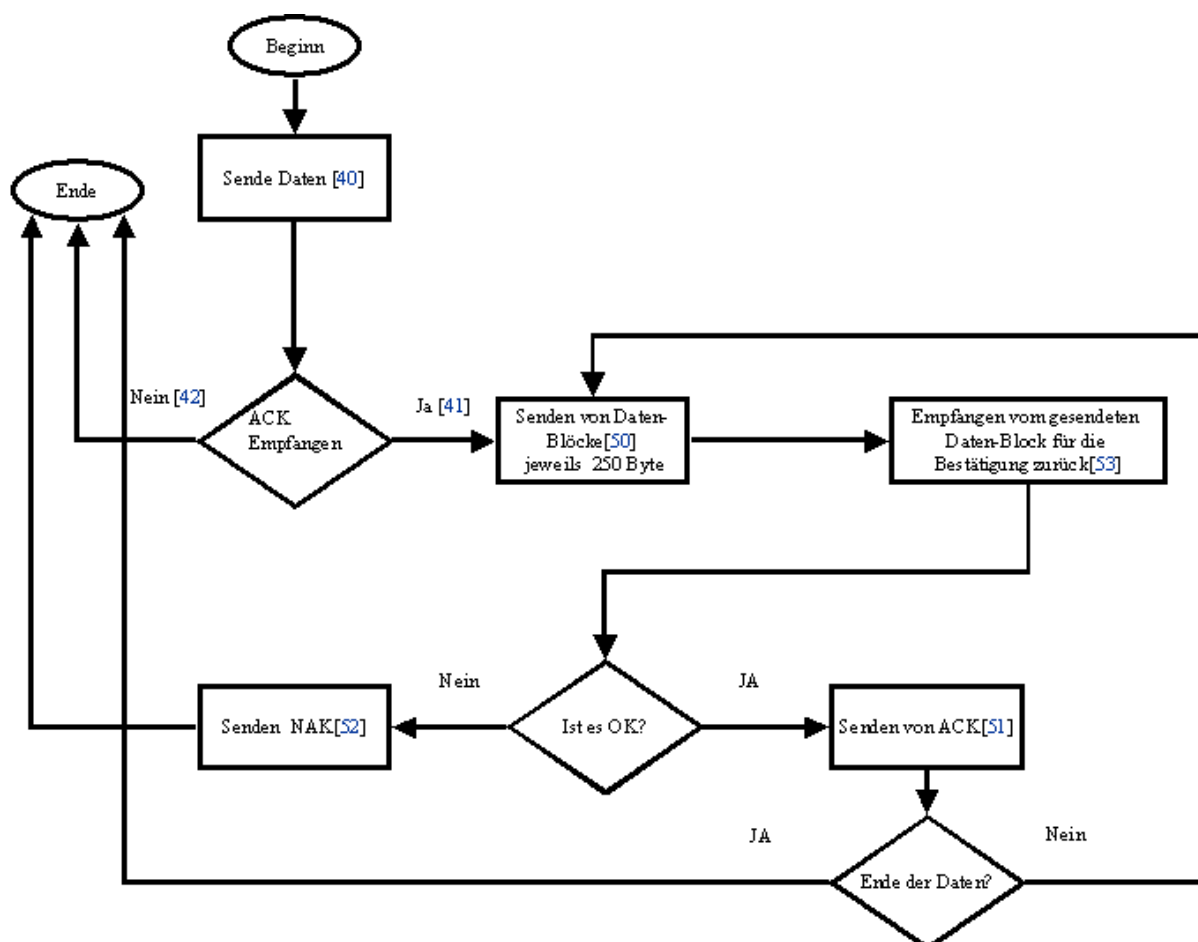 Beginn
Sende Daten [40]
Ende
Nein [42]
ACK
Empfangen
Ja [41]
Senden von Daten-
Blöcke[50]
jeweils 250 Byte
Empfangen vom gesendeten
Daten-Block für die
Bestätigung zurück[53]
Senden NAK[52]
Nein
Ist es OK?
JA
Senden von ACK[51]
JA
Ende der Daten?
Nein